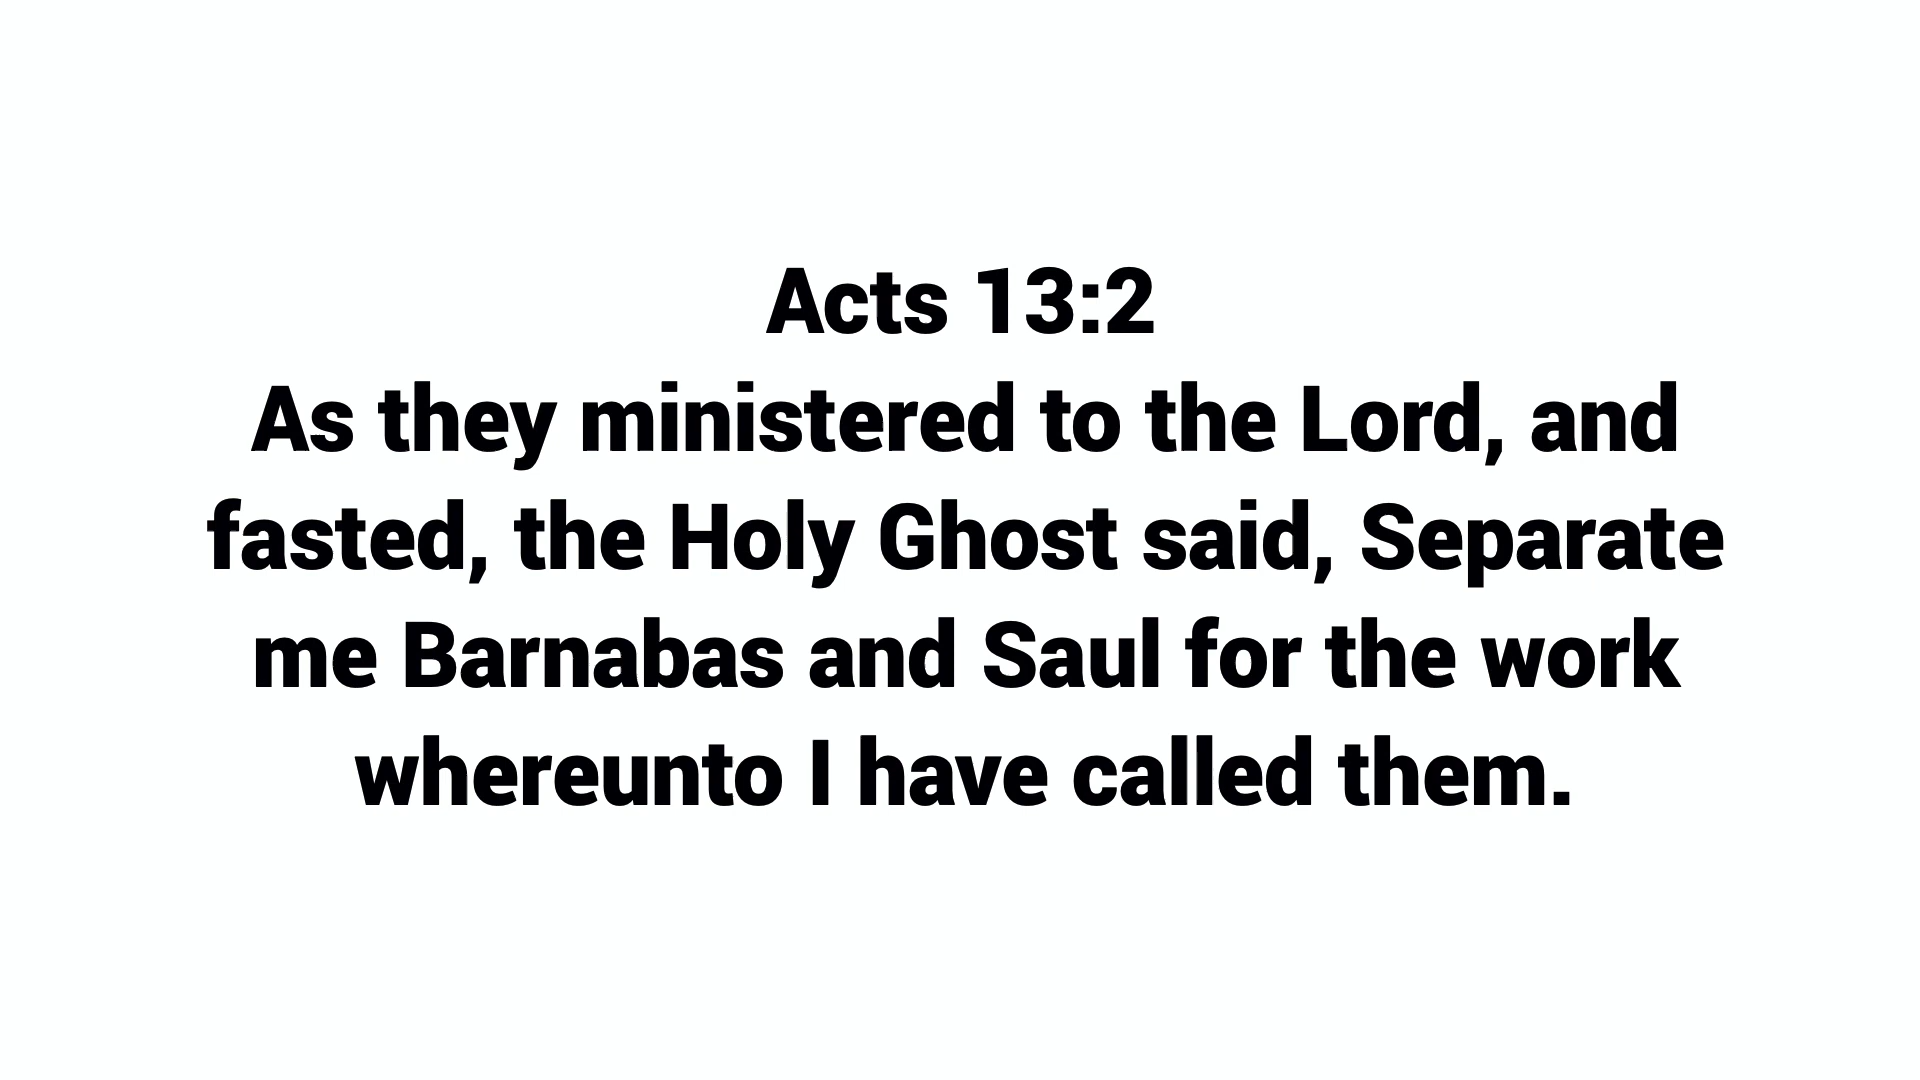 Acts 13:2
As they ministered to the Lord, and
fasted, the Holy Ghost said, Separate
me Barnabas and Saul for the work
whereunto I have called them.